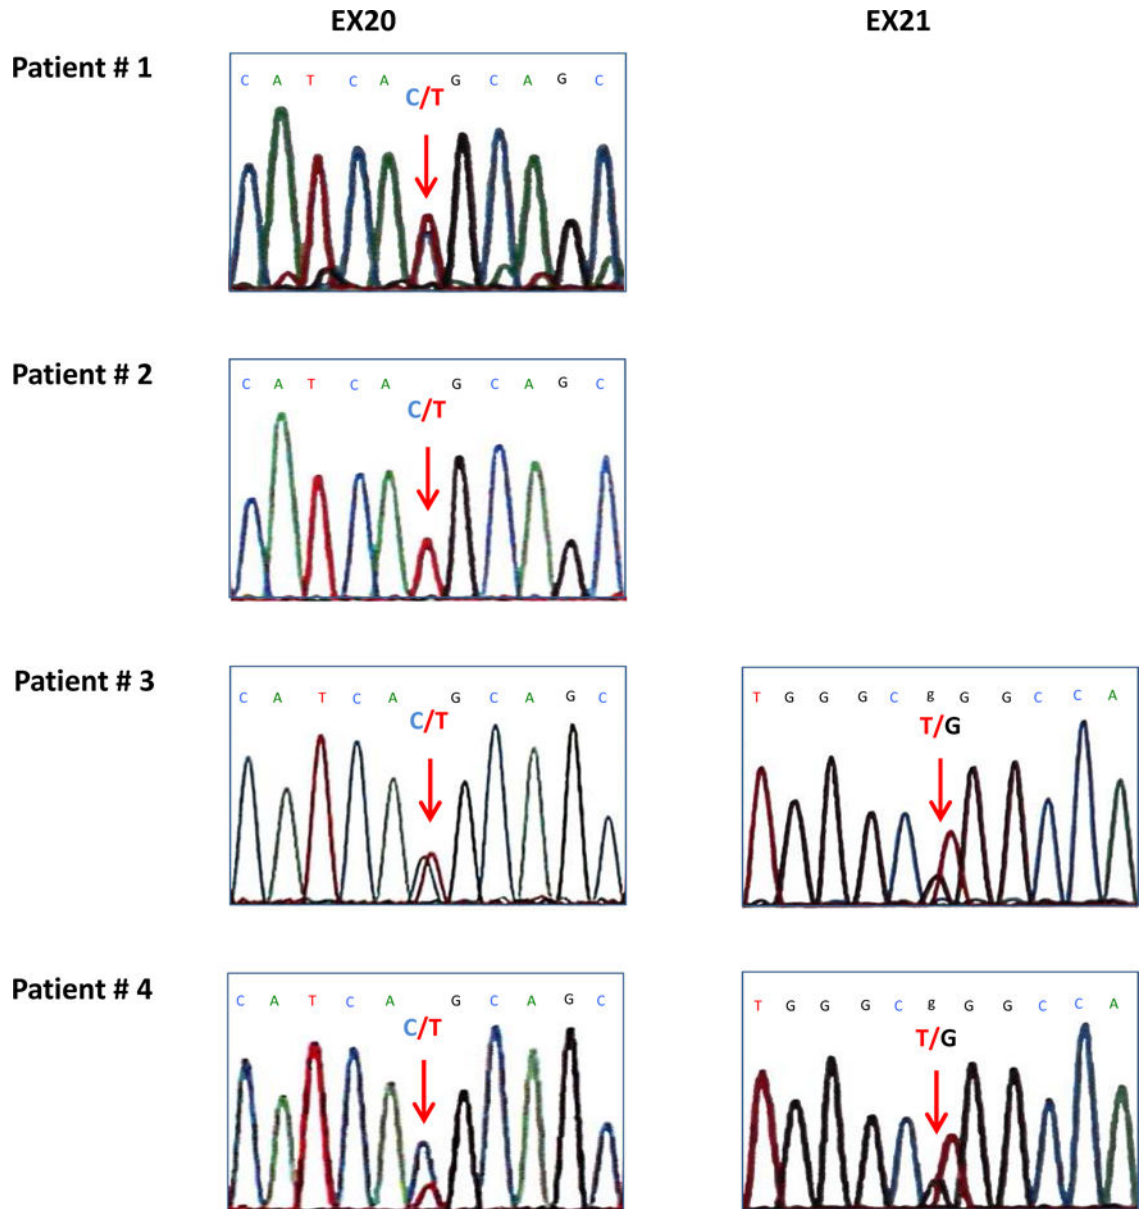 EX20 EX21
Patient # 1
C A T C A G C A G C
C/T
Patient # 2
C A T C A G C A G C
C/T
Patient # 3
C A T C A G C A G C
C/T
T G G G C g G G C C A
T/G
Patient # 4
C A T C A G C A G C
C/T
T G G G C g G G C C A
T/G